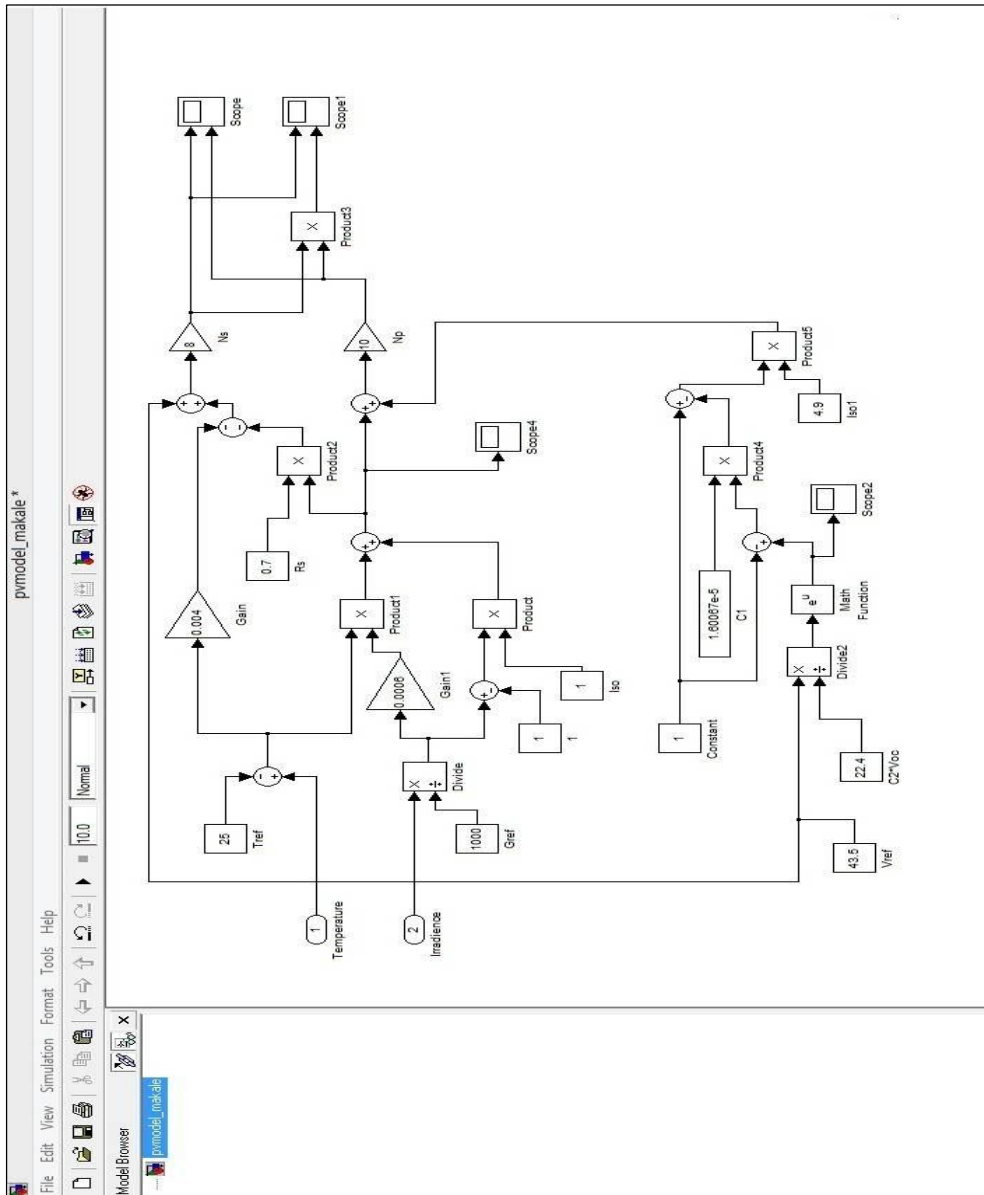 pvmodel_makale *
File Edit View Simulation Format Tools Help
10.0 Normal
Model Browser
pvmodel_makale
1
Temperature
2
Irradience
25
Tref
1000
Gref
Divide
43.5
Vref
22.4
C2*Voc
Divide2
e^u
Math
Function
Scope2
1
Constant
1.60067e-5
C1
Product4
4.9
Iso1
Product5
0.004
Gain
0.0006
Gain1
1
1
1
Iso
Product
Product1
0.7
Rs
Product2
Scope4
8
Ns
10
Np
Product3
Scope
Scope1